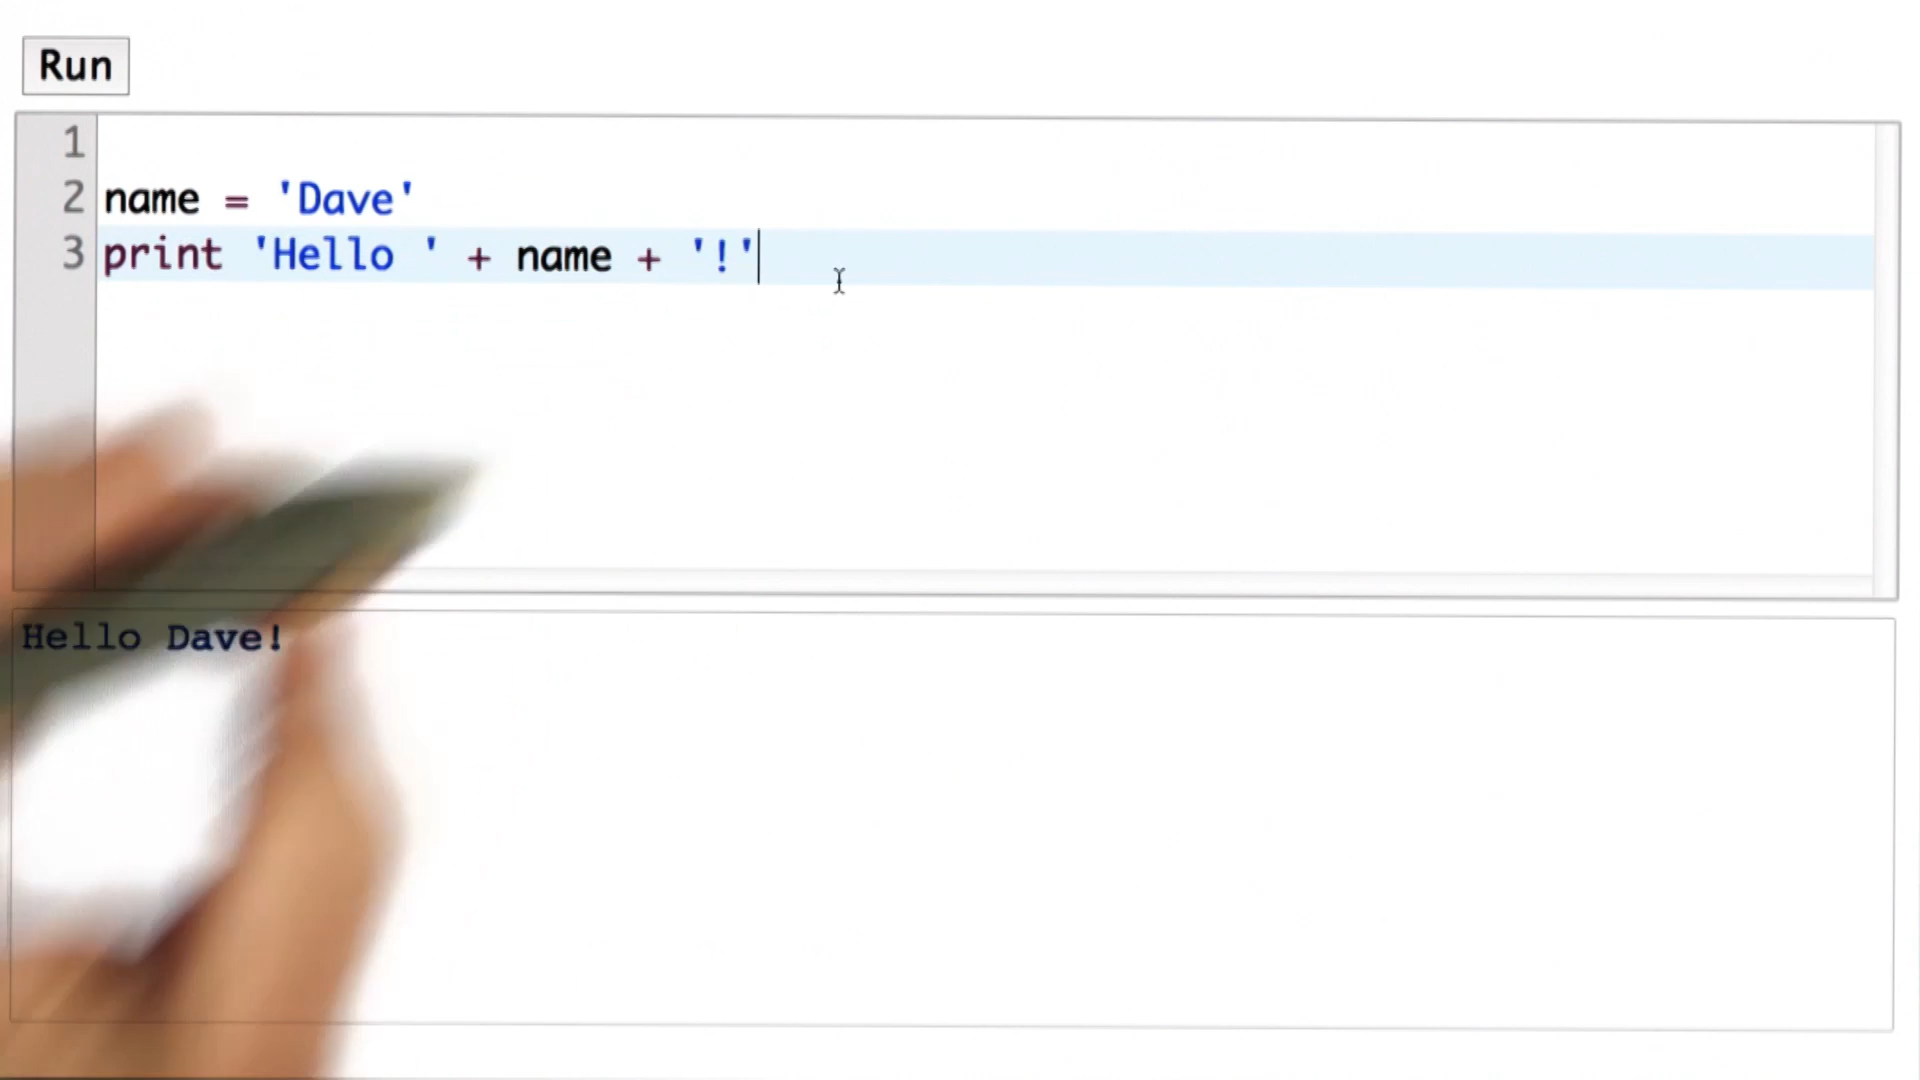 Run
1
2 name = 'Dave'
3 print 'Hello ' + name + '!'
Hello Dave!